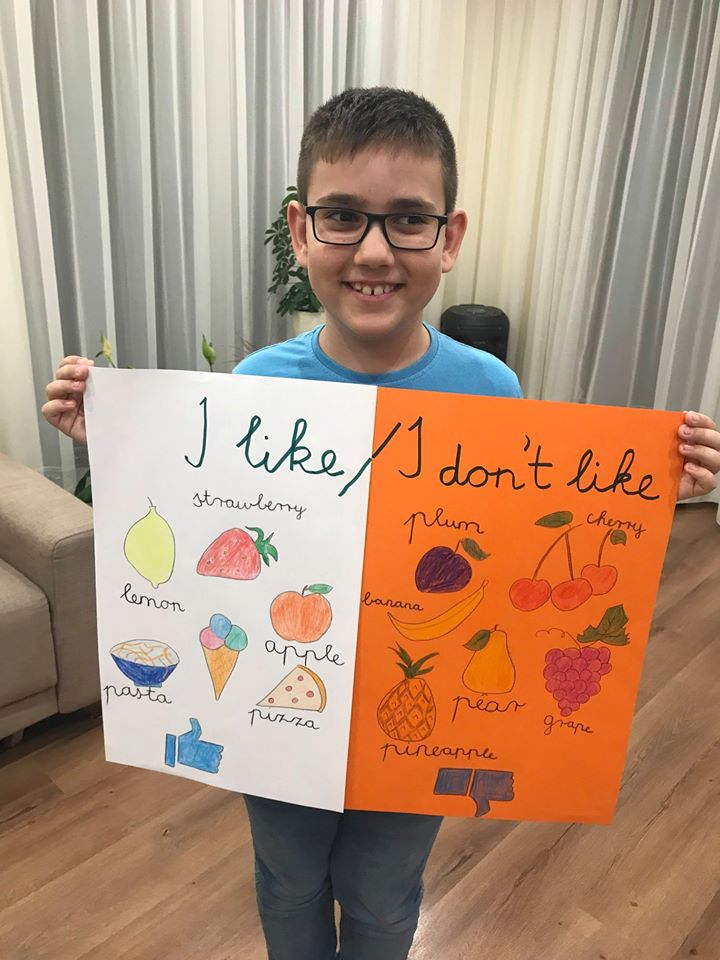 I like / I don't like
strawberry
lemon
apple
pasta
pizza
plum
cherry
banana
pear
grape
pineapple